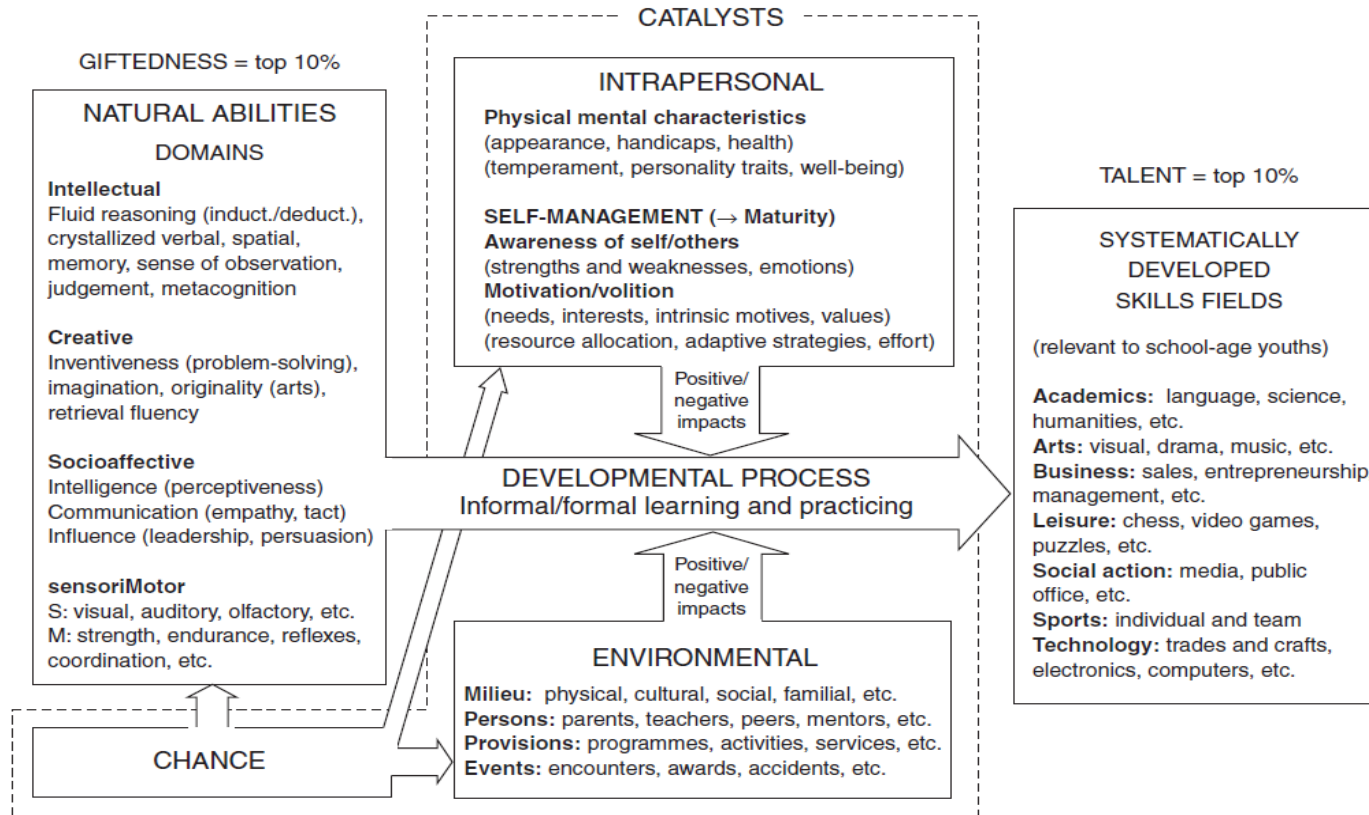 CATALYSTS
GIFTEDNESS = top 10%
NATURAL ABILITIES
DOMAINS
Intellectual
Fluid reasoning (induct./deduct.),
crystallized verbal, spatial,
memory, sense of observation,
judgement, metacognition
Creative
Inventiveness (problem-solving),
imagination, originality (arts),
retrieval fluency
Socioaffective
Intelligence (perceptiveness)
Communication (empathy, tact)
Influence (leadership, persuasion)
sensoriMotor
S: visual, auditory, olfactory, etc.
M: strength, endurance, reflexes,
coordination, etc.
CHANCE
INTRAPERSONAL
Physical mental characteristics
(appearance, handicaps, health)
(temperament, personality traits, well-being)
SELF-MANAGEMENT (→ Maturity)
Awareness of self/others
(strengths and weaknesses, emotions)
Motivation/volition
(needs, interests, intrinsic motives, values)
(resource allocation, adaptive strategies, effort)
Positive/
negative
impacts
DEVELOPMENTAL PROCESS
Informal/formal learning and practicing
Positive/
negative
impacts
ENVIRONMENTAL
Milieu: physical, cultural, social, familial, etc.
Persons: parents, teachers, peers, mentors, etc.
Provisions: programmes, activities, services, etc.
Events: encounters, awards, accidents, etc.
TALENT = top 10%
SYSTEMATICALLY
DEVELOPED
SKILLS FIELDS
(relevant to school-age youths)
Academics: language, science,
humanities, etc.
Arts: visual, drama, music, etc.
Business: sales, entrepreneurship
management, etc.
Leisure: chess, video games,
puzzles, etc.
Social action: media, public
office, etc.
Sports: individual and team
Technology: trades and crafts,
electronics, computers, etc.